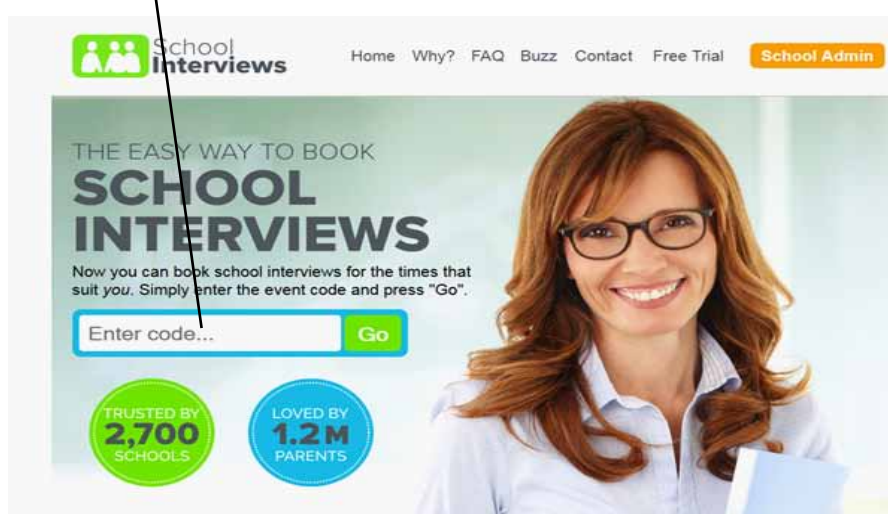 School
Interviews
Home Why? FAQ Buzz Contact Free Trial School Admin
THE EASY WAY TO BOOK
SCHOOL
INTERVIEWS
Now you can book school interviews for the times that
suit you. Simply enter the event code and press "Go".
Enter code... Go
TRUSTED BY
2,700
SCHOOLS
LOVED BY
1.2 M
PARENTS